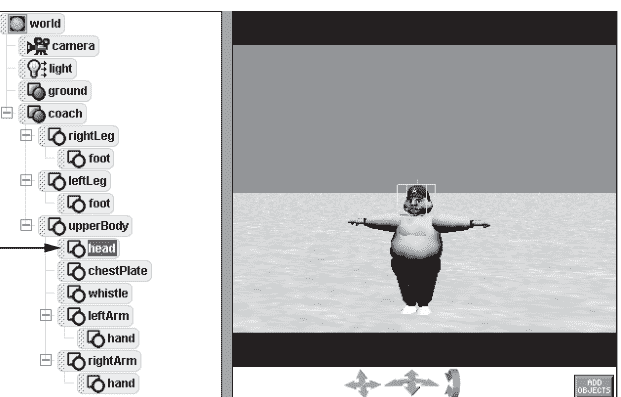 world
camera
light
ground
coach
rightLeg
foot
leftLeg
foot
upperBody
head
chestPlate
whistle
leftArm
hand
rightArm
hand
ADD
OBJECTS